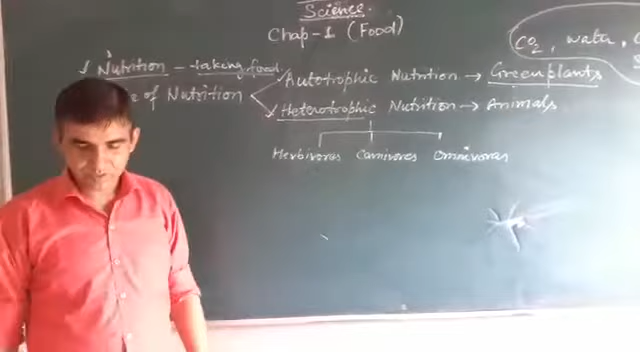 Science.
Chap-1 (Food)
CO2, water,
Nutrition - taking food.
Autotrophic Nutrition → Green plants
of Nutrition
Heterotrophic Nutrition → Animals
Herbivores Carnivores Omnivores